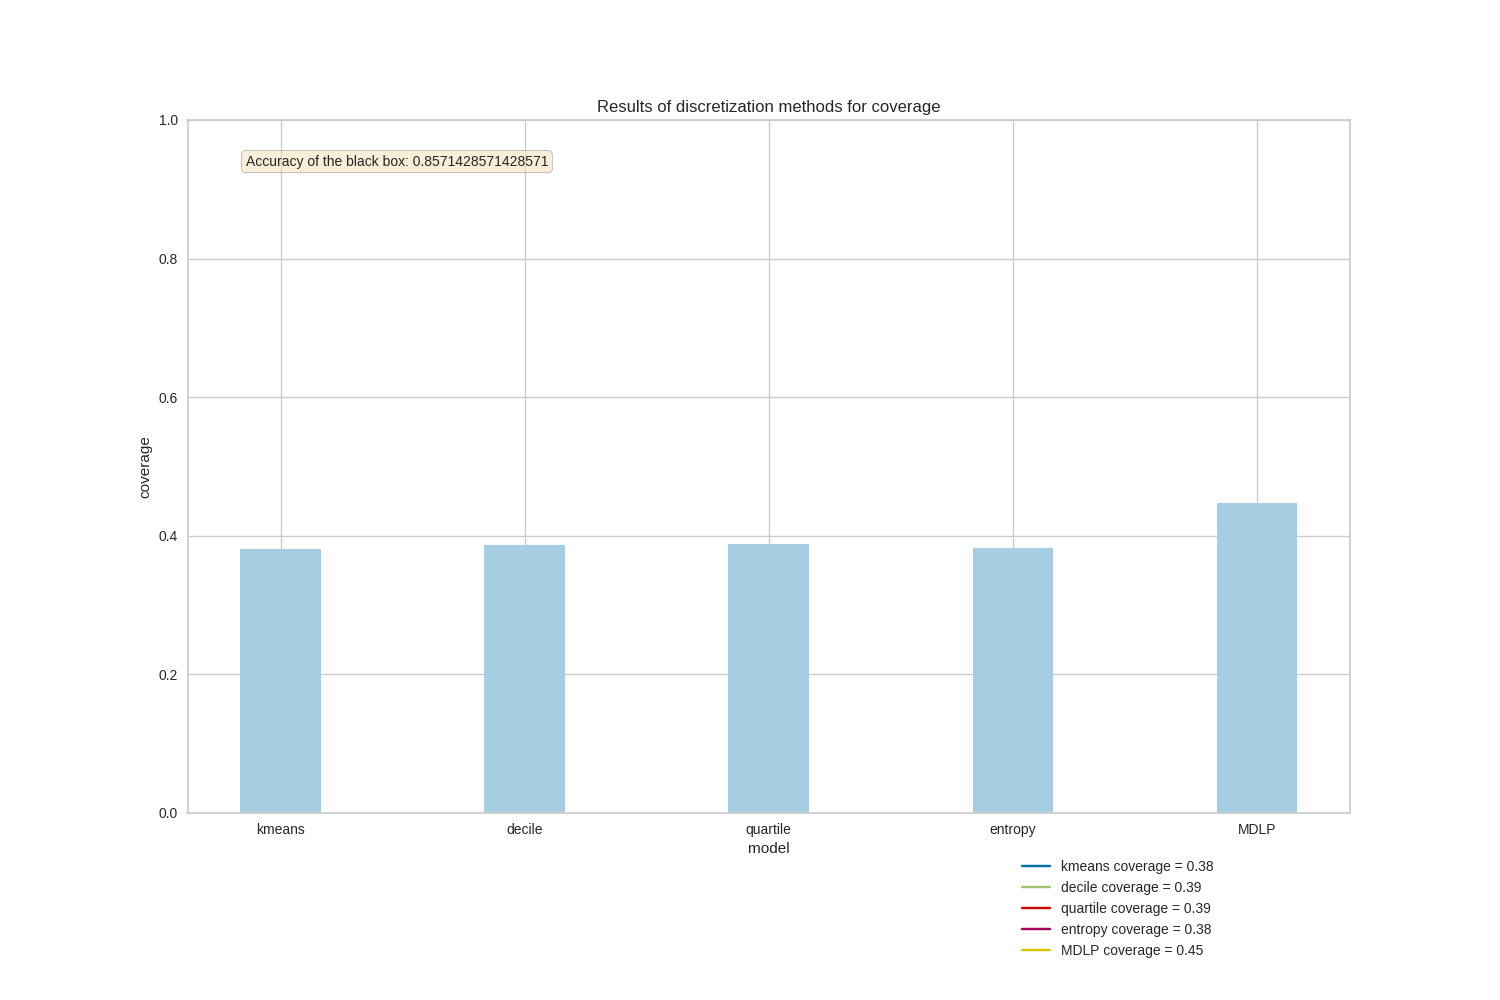 Results of discretization methods for coverage
1.0
Accuracy of the black box: 0.8571428571428571
0.8
0.6
coverage
0.4
0.2
0.0
kmeans decile quartile entropy MDLP
model
kmeans coverage = 0.38
decile coverage = 0.39
quartile coverage = 0.39
entropy coverage = 0.38
MDLP coverage = 0.45